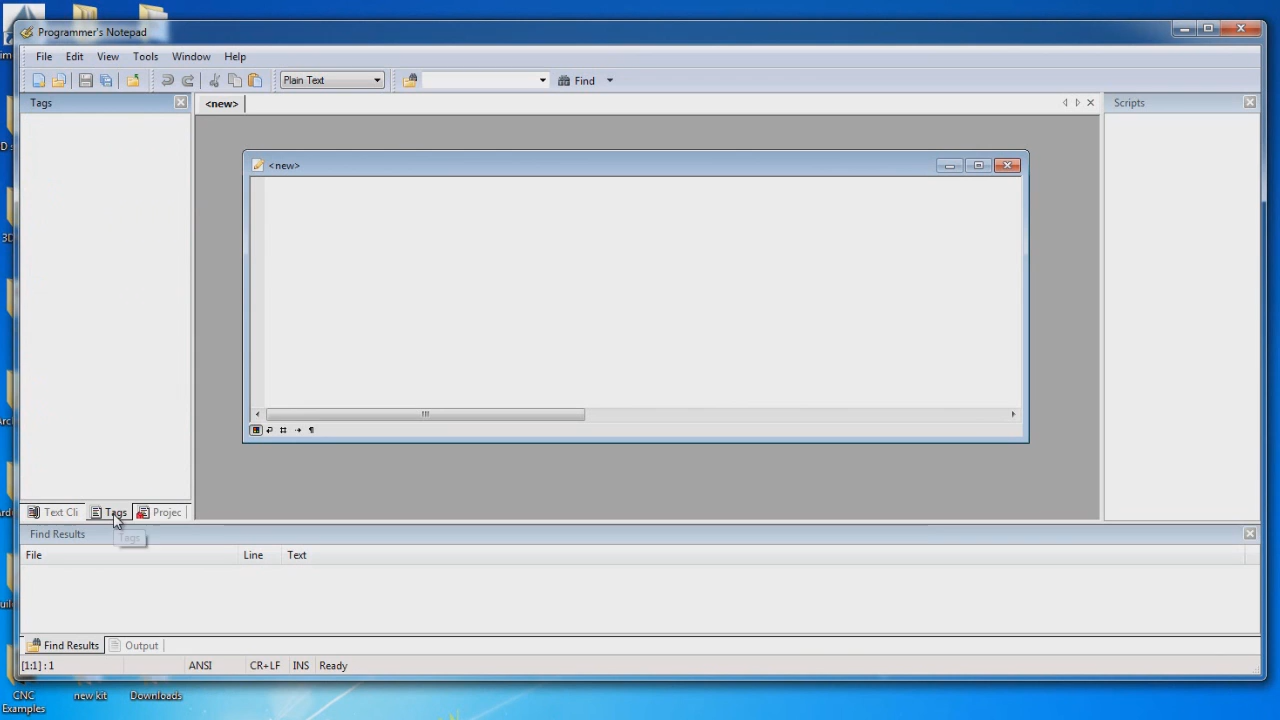 Programmer's Notepad
File Edit View Tools Window Help
Plain Text
Find
Tags
<new>
Scripts
<new>
Text Cli
Tags
Projec
Tags
Find Results
File Line Text
Find Results
Output
[1:1] : 1
ANSI
CR+LF
INS
Ready
CNC
Examples
new kit
Downloads